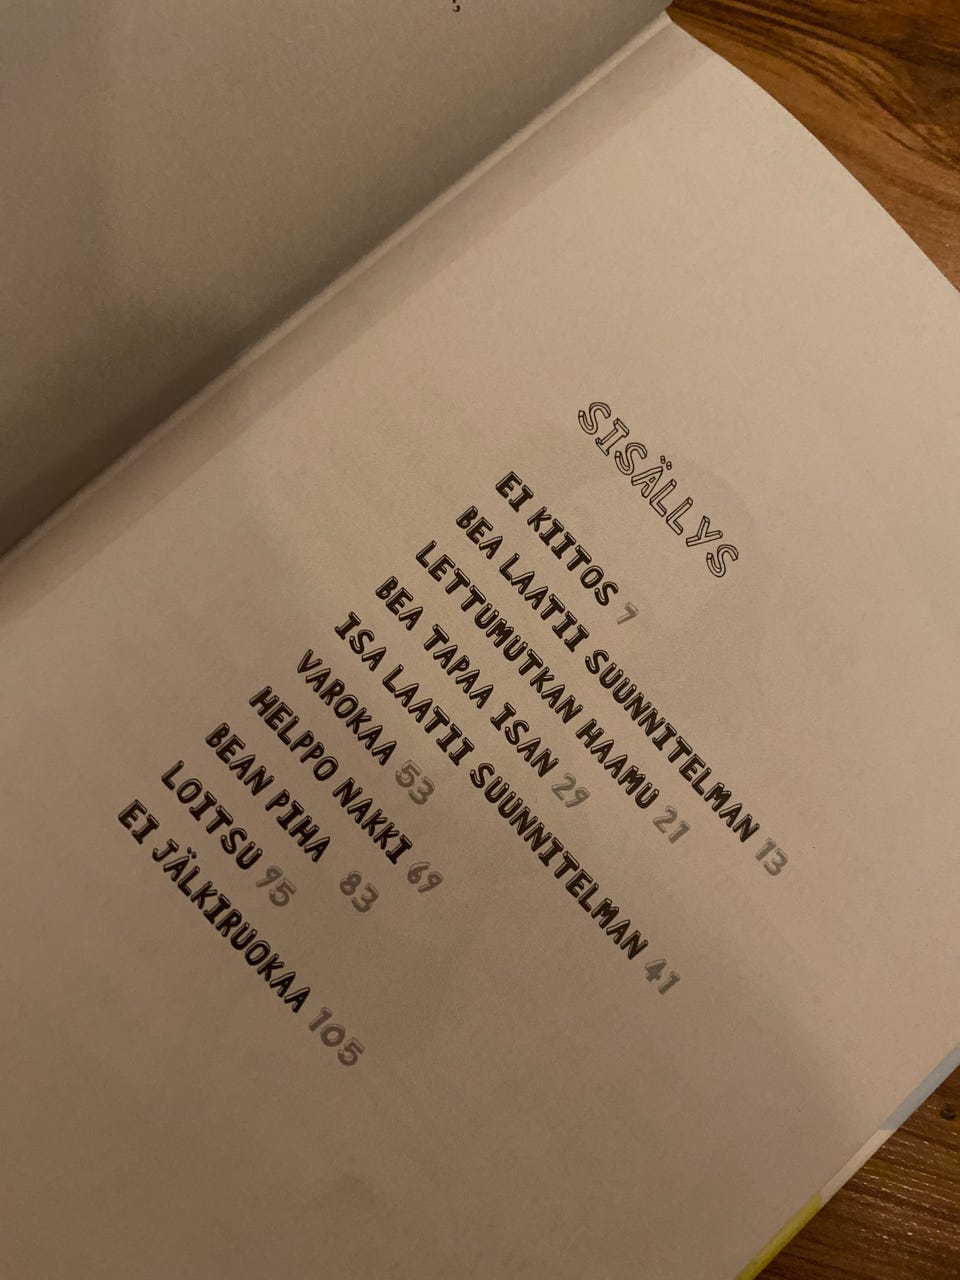 SISÄLLYS
EI KIITOS 7
BEA LAATII SUUNNITELMAN 13
LETTUMUTKAN HAAMU 21
BEA TAPAA ISAN 29
ISA LAATII SUUNNITELMAN 41
VAROKAA 53
HELPPO NAKKI 69
BEAN PIHA 83
LOITSU 95
EI JÄLKIRUOKAA 105